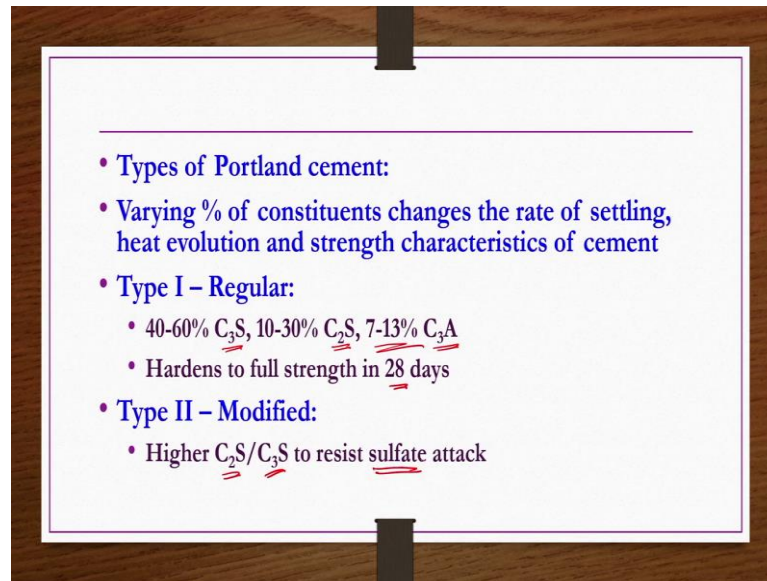 • Types of Portland cement:
• Varying % of constituents changes the rate of settling,
heat evolution and strength characteristics of cement
• Type I – Regular:
• 40-60% C₃S, 10-30% C₂S, 7-13% C₃A
• Hardens to full strength in 28 days
• Type II – Modified:
• Higher C₂S/C₃S to resist sulfate attack